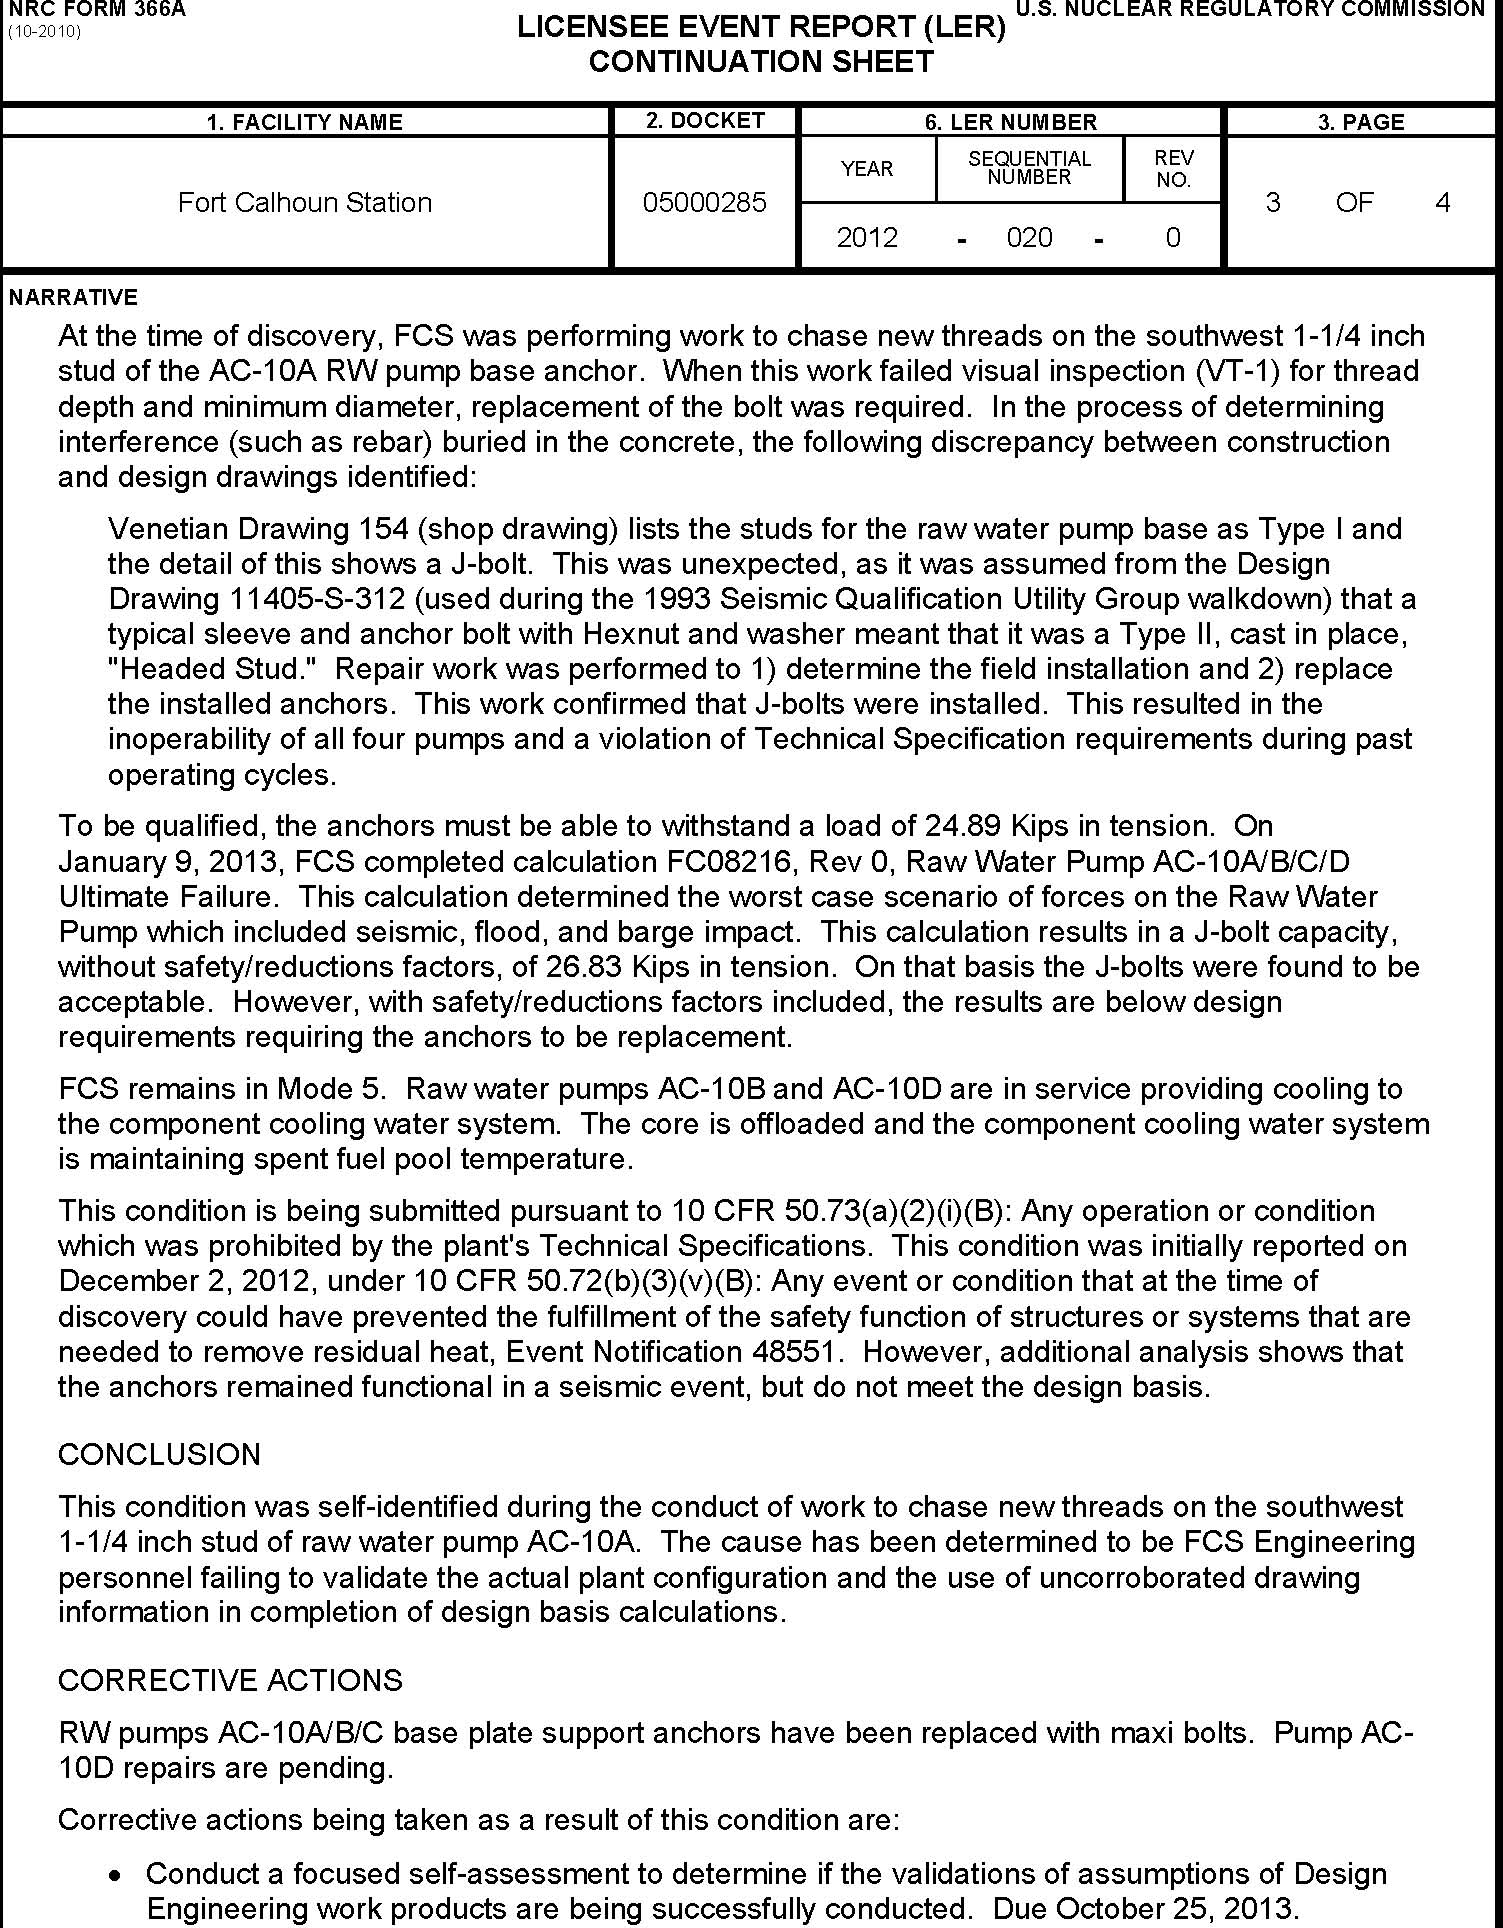 NRC FORM 366A
(10-2010)
U.S. NUCLEAR REGULATORY COMMISSION
LICENSEE EVENT REPORT (LER)
CONTINUATION SHEET
1. FACILITY NAME
2. DOCKET
6. LER NUMBER
3. PAGE
Fort Calhoun Station
05000285
YEAR
SEQUENTIAL
NUMBER
REV
NO.
2012 - 020 - 0
3 OF 4
NARRATIVE
At the time of discovery, FCS was performing work to chase new threads on the southwest 1-1/4 inch
stud of the AC-10A RW pump base anchor. When this work failed visual inspection (VT-1) for thread
depth and minimum diameter, replacement of the bolt was required. In the process of determining
interference (such as rebar) buried in the concrete, the following discrepancy between construction
and design drawings identified:
Venetian Drawing 154 (shop drawing) lists the studs for the raw water pump base as Type I and
the detail of this shows a J-bolt. This was unexpected, as it was assumed from the Design
Drawing 11405-S-312 (used during the 1993 Seismic Qualification Utility Group walkdown) that a
typical sleeve and anchor bolt with Hexnut and washer meant that it was a Type II, cast in place,
"Headed Stud." Repair work was performed to 1) determine the field installation and 2) replace
the installed anchors. This work confirmed that J-bolts were installed. This resulted in the
inoperability of all four pumps and a violation of Technical Specification requirements during past
operating cycles.
To be qualified, the anchors must be able to withstand a load of 24.89 Kips in tension. On
January 9, 2013, FCS completed calculation FC08216, Rev 0, Raw Water Pump AC-10A/B/C/D
Ultimate Failure. This calculation determined the worst case scenario of forces on the Raw Water
Pump which included seismic, flood, and barge impact. This calculation results in a J-bolt capacity,
without safety/reductions factors, of 26.83 Kips in tension. On that basis the J-bolts were found to be
acceptable. However, with safety/reductions factors included, the results are below design
requirements requiring the anchors to be replacement.
FCS remains in Mode 5. Raw water pumps AC-10B and AC-10D are in service providing cooling to
the component cooling water system. The core is offloaded and the component cooling water system
is maintaining spent fuel pool temperature.
This condition is being submitted pursuant to 10 CFR 50.73(a)(2)(i)(B): Any operation or condition
which was prohibited by the plant's Technical Specifications. This condition was initially reported on
December 2, 2012, under 10 CFR 50.72(b)(3)(v)(B): Any event or condition that at the time of
discovery could have prevented the fulfillment of the safety function of structures or systems that are
needed to remove residual heat, Event Notification 48551. However, additional analysis shows that
the anchors remained functional in a seismic event, but do not meet the design basis.
CONCLUSION
This condition was self-identified during the conduct of work to chase new threads on the southwest
1-1/4 inch stud of raw water pump AC-10A. The cause has been determined to be FCS Engineering
personnel failing to validate the actual plant configuration and the use of uncorroborated drawing
information in completion of design basis calculations.
CORRECTIVE ACTIONS
RW pumps AC-10A/B/C base plate support anchors have been replaced with maxi bolts. Pump AC-
10D repairs are pending.
Corrective actions being taken as a result of this condition are:
• Conduct a focused self-assessment to determine if the validations of assumptions of Design
Engineering work products are being successfully conducted. Due October 25, 2013.